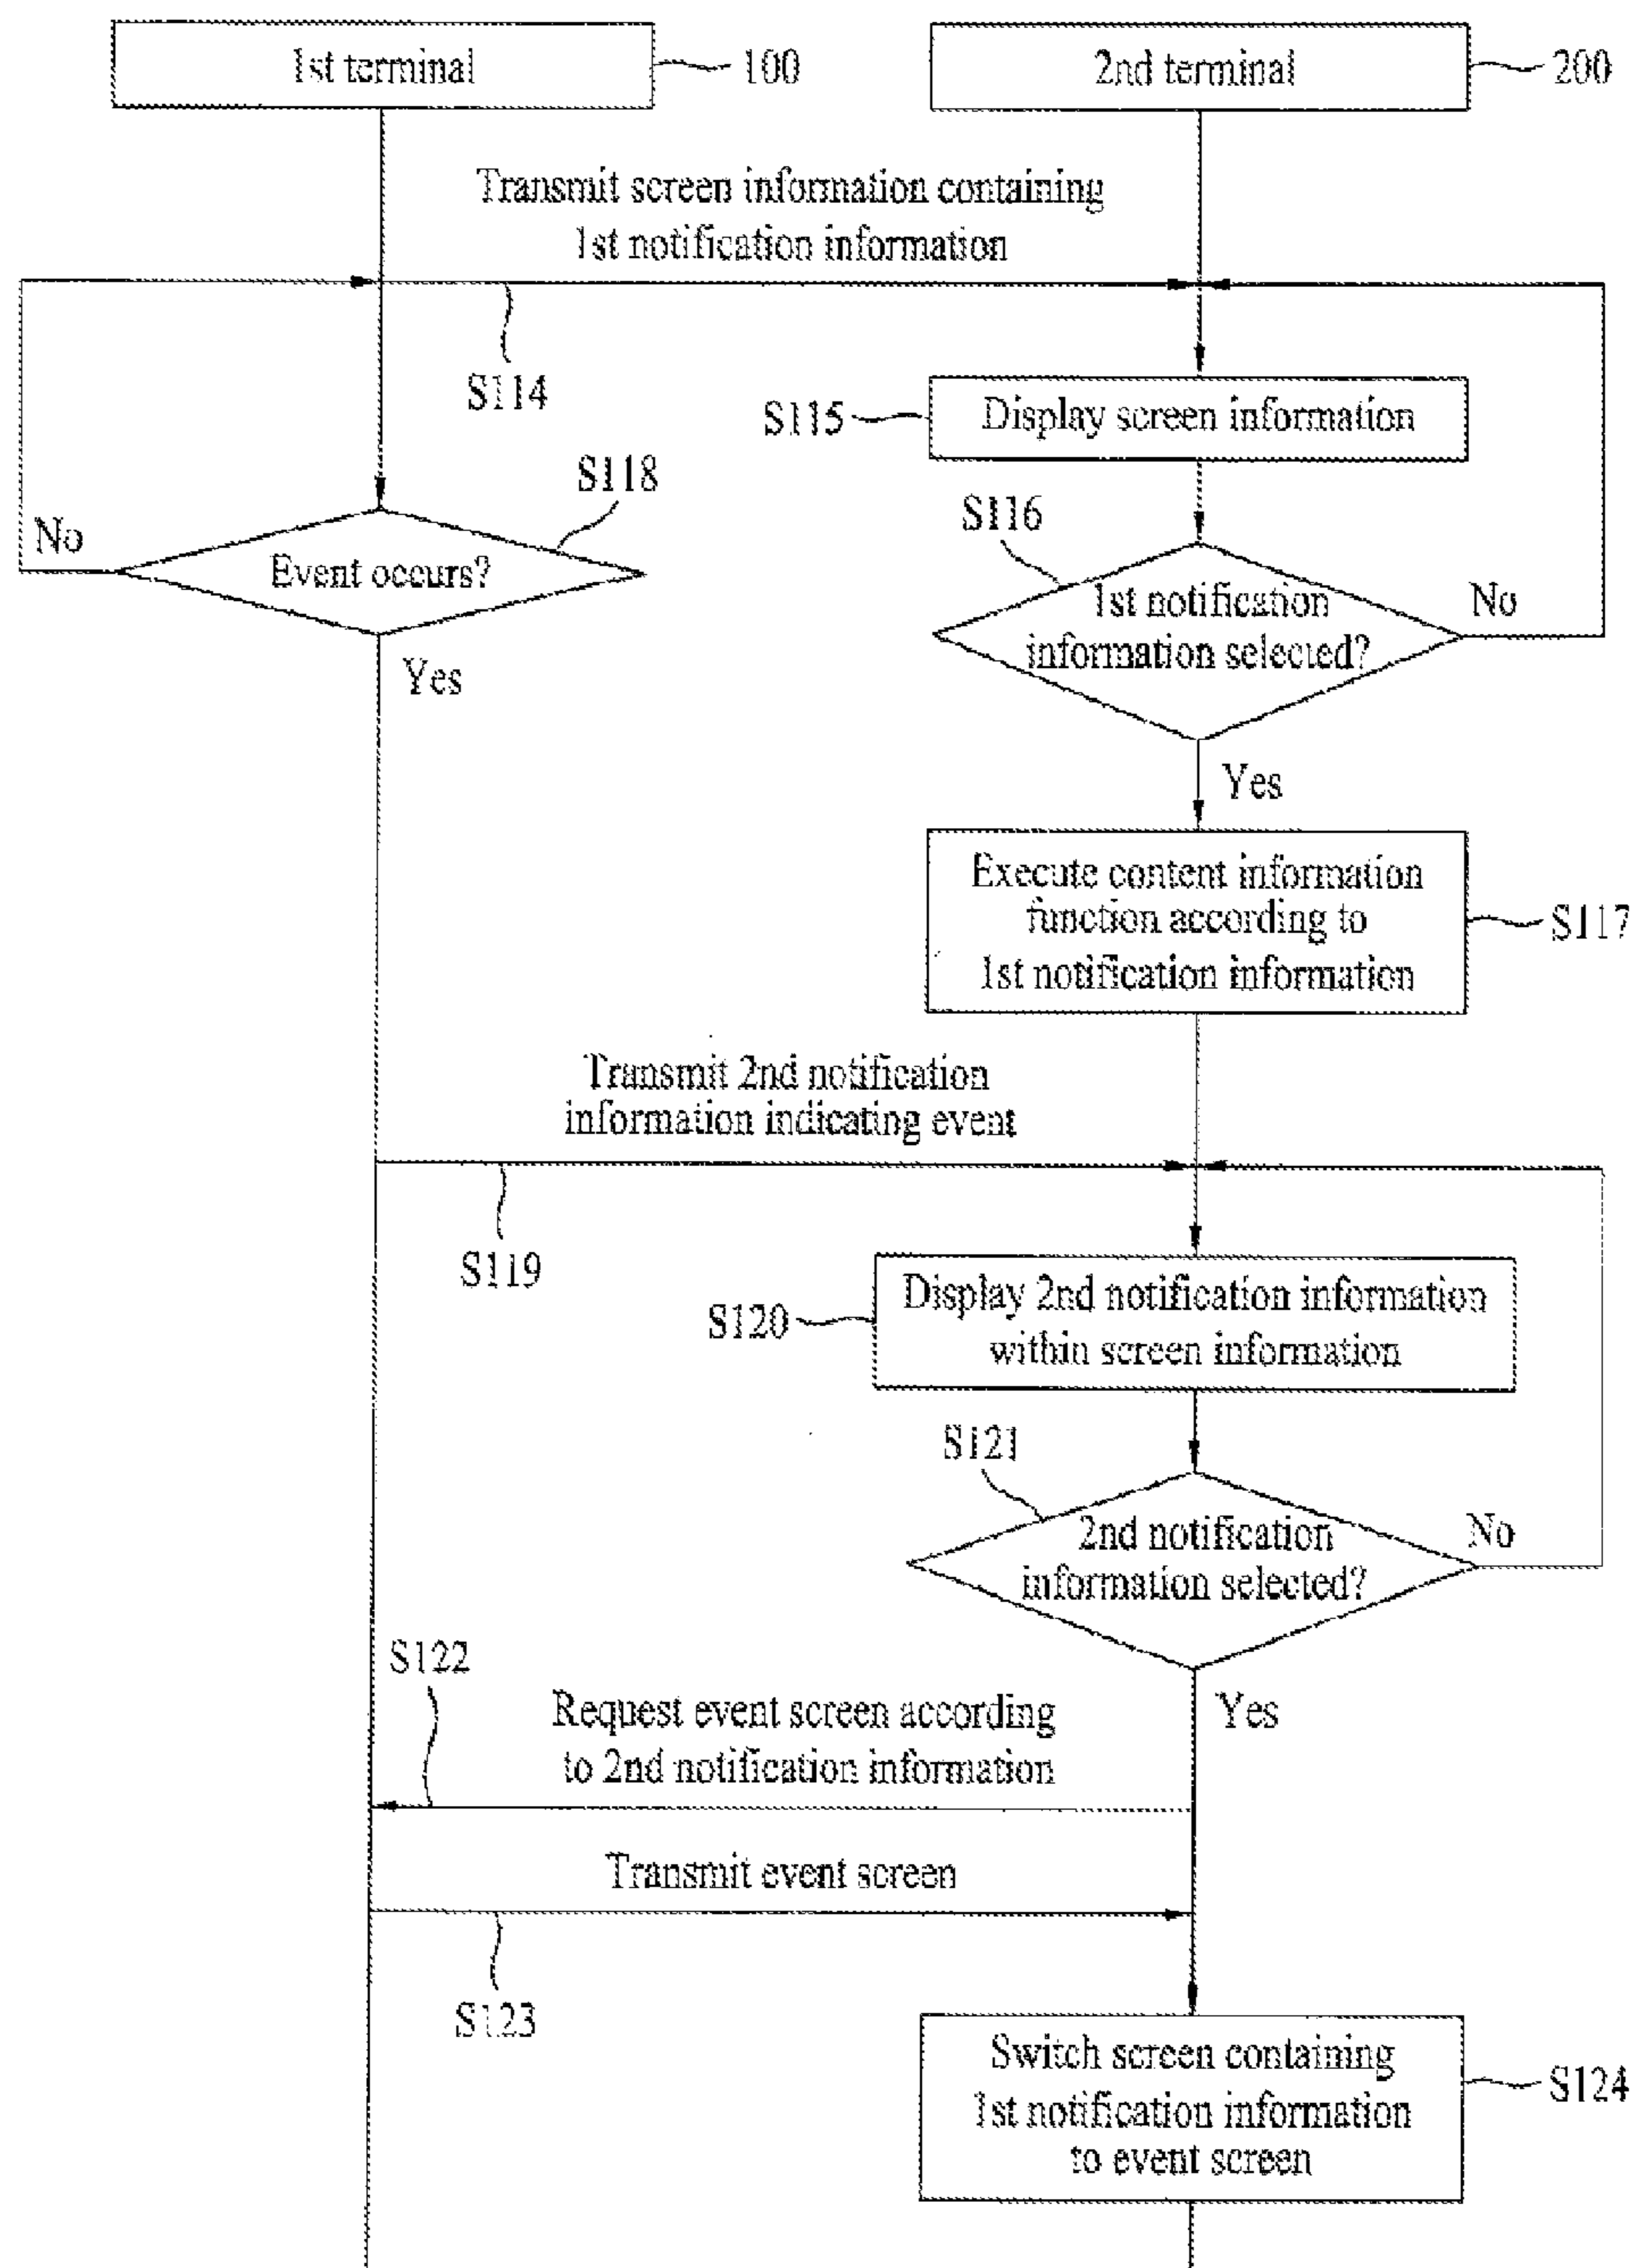 1st terminal
100
2nd terminal
200
Transmit screen information containing
1st notification information
S114
S115
Display screen information
S118
No
Event occurs?
Yes
S116
1st notification
information selected?
No
Yes
Execute content information
function according to
1st notification information
S117
Transmit 2nd notification
information indicating event
S119
S120
Display 2nd notification information
within screen information
S121
2nd notification
information selected?
No
S122
Request event screen according
to 2nd notification information
Yes
Transmit event screen
S123
Switch screen containing
1st notification information
to event screen
S124